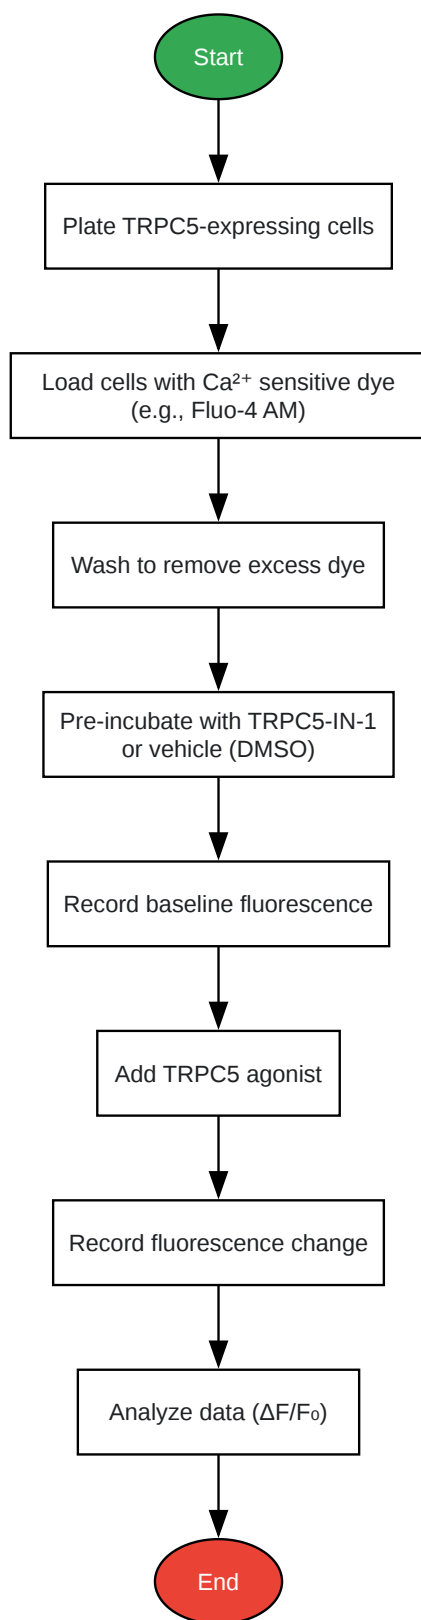 Start
Plate TRPC5-expressing cells
Load cells with Ca²⁺ sensitive dye
(e.g., Fluo-4 AM)
Wash to remove excess dye
Pre-incubate with TRPC5-IN-1
or vehicle (DMSO)
Record baseline fluorescence
Add TRPC5 agonist
Record fluorescence change
Analyze data (ΔF/F₀)
End